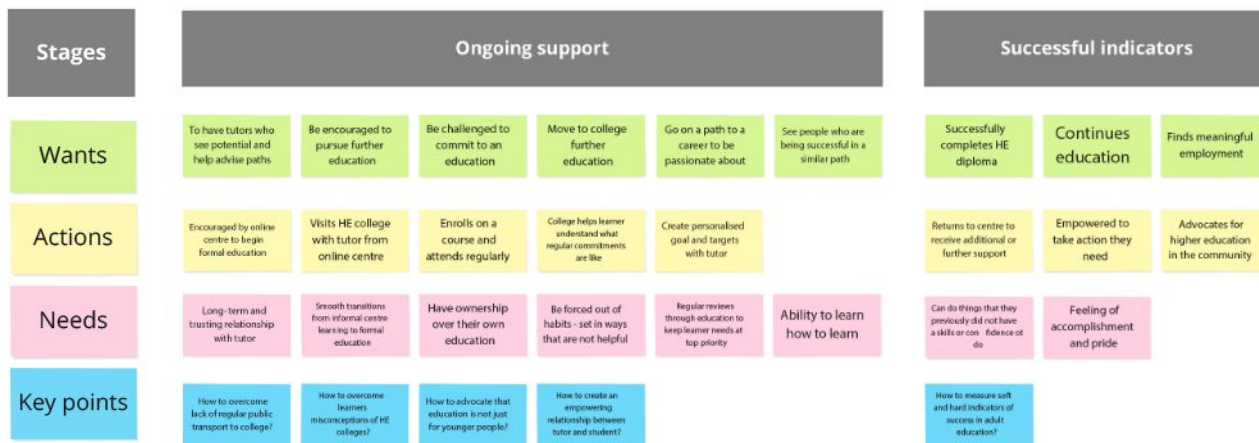 Stages
Ongoing support
Successful indicators
Wants
To have tutors who
see potential and
help advise paths
Be encouraged to
pursue further
education
Be challenged to
commit to an
education
Move to college
further
education
Go on a path to a
career to be
passionate about
See people who are
being successful in a
similar path
Successfully
completes HE
diploma
Continues
education
Finds meaningful
employment
Actions
Encouraged by online
centre to begin
formal education
Visits HE college
with tutor from
online centre
Enrolls on a
course and
attends regularly
College helps learner
understand what
regular commitments
are like
Create personalised
goal and targets
with tutor
Returns to centre to
receive additional or
further support
Empowered to
take action they
need
Advocates for
higher education
in the community
Needs
Long- term and
trusting relationship
with tutor
Smooth transitions
from informal centre
learning to formal
education
Have ownership
over their own
education
Be forced out of
habits - set in ways
that are not helpful
Regular reviews
through education to
keep learner needs at
top priority
Ability to learn
how to learn
Can do things that they
previously did not have
a skills or con fidence ot
do
Feeling of
accomplishment
and pride
Key points
How to overcome
lack of regular public
transport to college?
How to overcome
learners
misconceptions of HE
colleges?
How to advocate that
education is not just
for younger people?
How to create an
empowering
relationship between
tutor and student?
How to measure soft
and hard indicators of
success in adult
education?